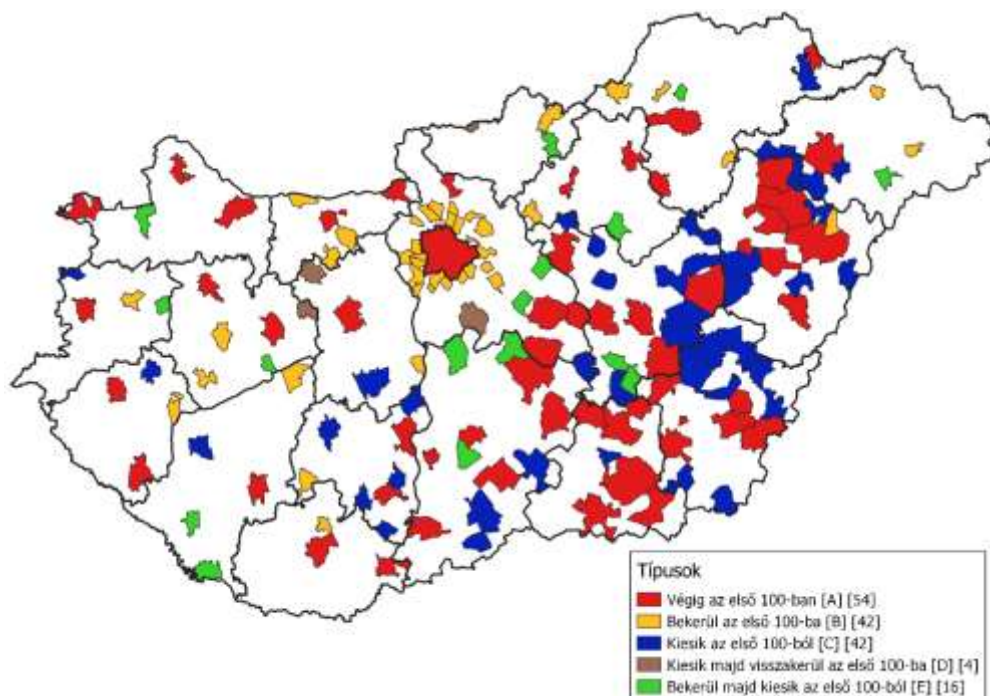 Típusok
Végig az első 100-ban [A] [54]
Bekerül az első 100-ba [B] [42]
Kiesik az első 100-ból [C] [42]
Kiesik majd visszakerül az első 100-ba [D] [4]
Bekerül majd kiesik az első 100-ból [E] [16]